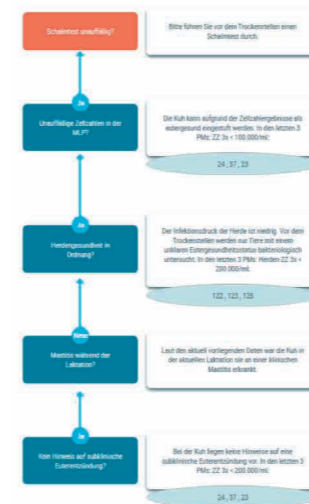 Schalmtest unauffällig?
Bitte führen Sie vor dem Trockenstellen einen
Schalmtest durch.
Ja
Unauffällige Zellzahlen in der
MLP?
Die Kuh kann aufgrund der Zellzahlergebnisse als
eutergesund eingestuft werden. In den letzten 3
PMs: ZZ 3x < 100.000/ml:
24 , 37 , 23
Ja
Herdengesundheit in
Ordnung?
Der Infektionsdruck der Herde ist niedrig. Vor dem
Trockenstellen werden nur Tiere mit einem
unklaren Eutergesundheitsstatus bakteriologisch
untersucht. In den letzten 3 PMs: Herden-ZZ 3x <
200.000/ml:
122 , 123 , 125
Nein
Mastitis während der
Laktation?
Laut den aktuell vorliegenden Daten war die Kuh in
der aktuellen Laktation nie an einer klinischen
Mastitis erkrankt.
Ja
Kein Hinweis auf subklinische
Euterentzündung?
Bei der Kuh liegen keine Hinweise auf eine
subklinische Euterentzündung vor. In den letzten 3
PMs: ZZ 3x < 200.000/ml:
24 , 37 , 23